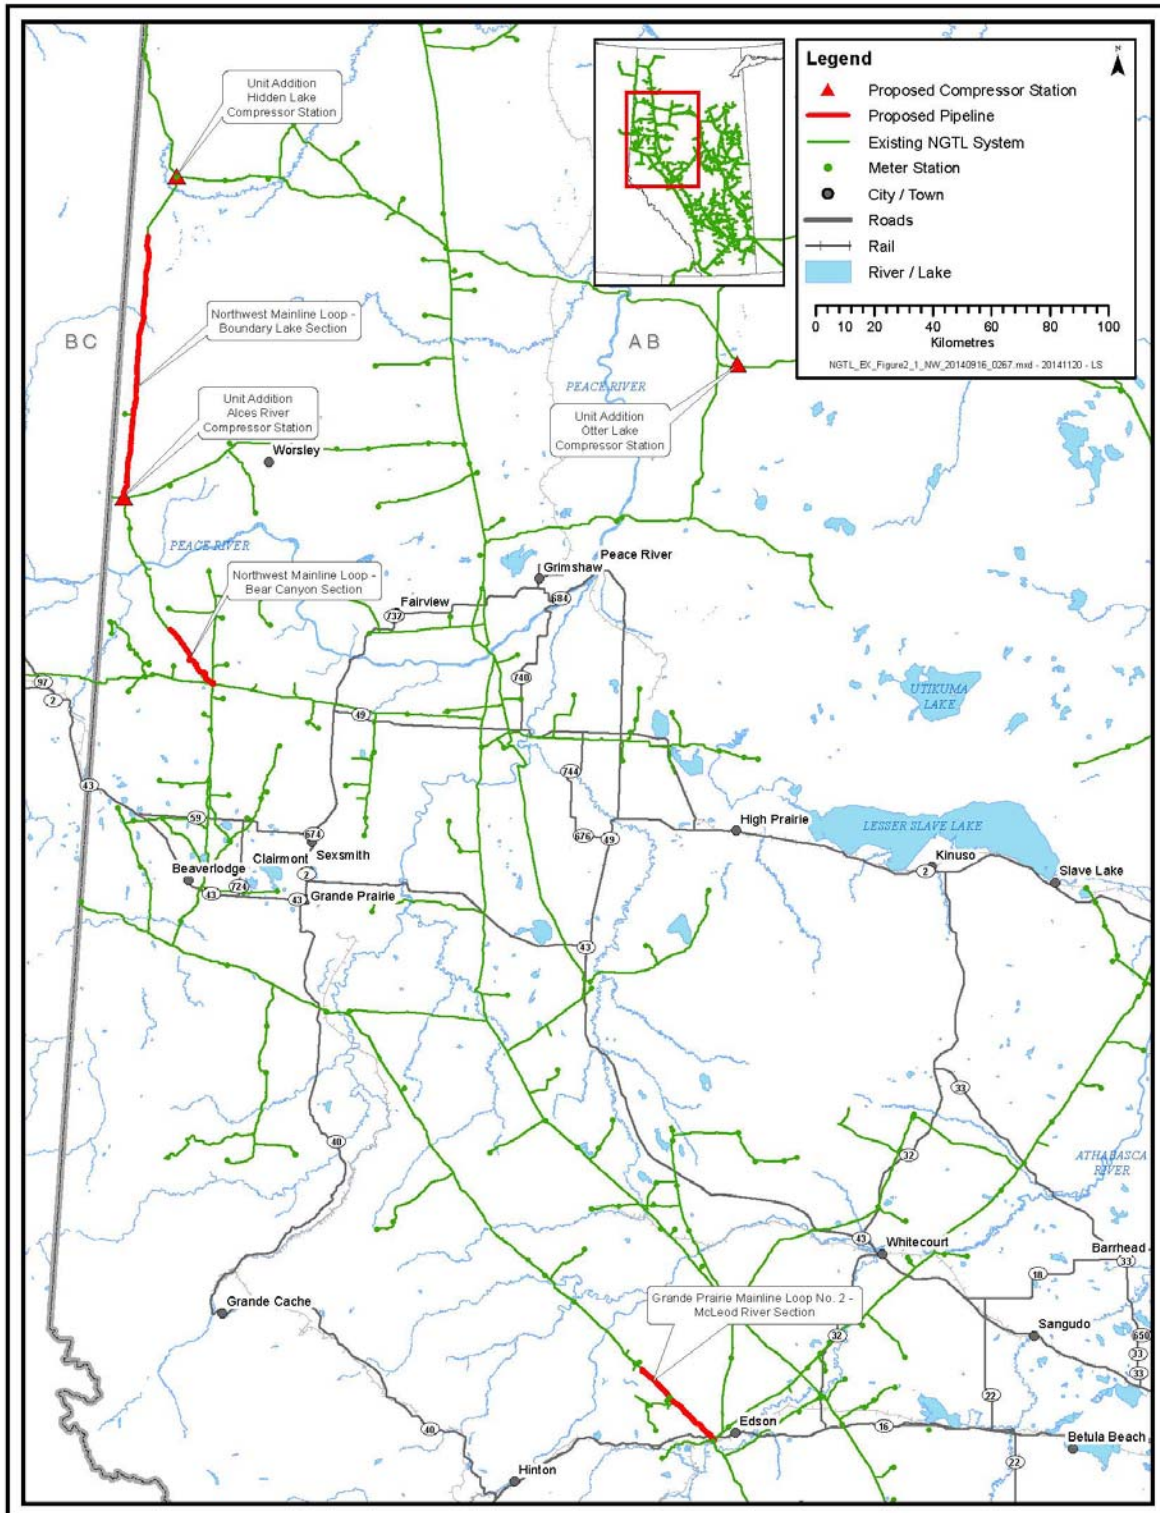 Unit Addition
Hidden Lake
Compressor Station
Legend
N
Proposed Compressor Station
Proposed Pipeline
Existing NGTL System
Meter Station
City / Town
Roads
Rail
River / Lake
0 10 20 40 60 80 100
Kilometres
NGTL_EX_Figure2_1_NW_20140916_0267.mxd - 20141120 - LS
Northwest Mainline Loop -
Boundary Lake Section
BC
AB
PEACE RIVER
Unit Addition
Alces River
Compressor Station
Unit Addition
Otter Lake
Compressor Station
Worsley
PEACE RIVER
Northwest Mainline Loop -
Bear Canyon Section
Peace River
Grimshaw
684
Fairview
737
740
97
2
49
UTIKUMA
LAKE
744
43
59
674
676
49
High Prairie
LESSER SLAVE LAKE
Clairmont
Sexsmith
Beaverlodge
2
724
43
43
Grande Prairie
Kinuso
2
Slave Lake
43
33
40
32
ATHABASCA
RIVER
43
Whitecourt
Barrhead
33
18
Grande Cache
Grande Prairie Mainline Loop No. 2 -
McLeod River Section
32
Sangudo
650
33
33
22
40
Edson
16
Betula Beach
22
Hinton